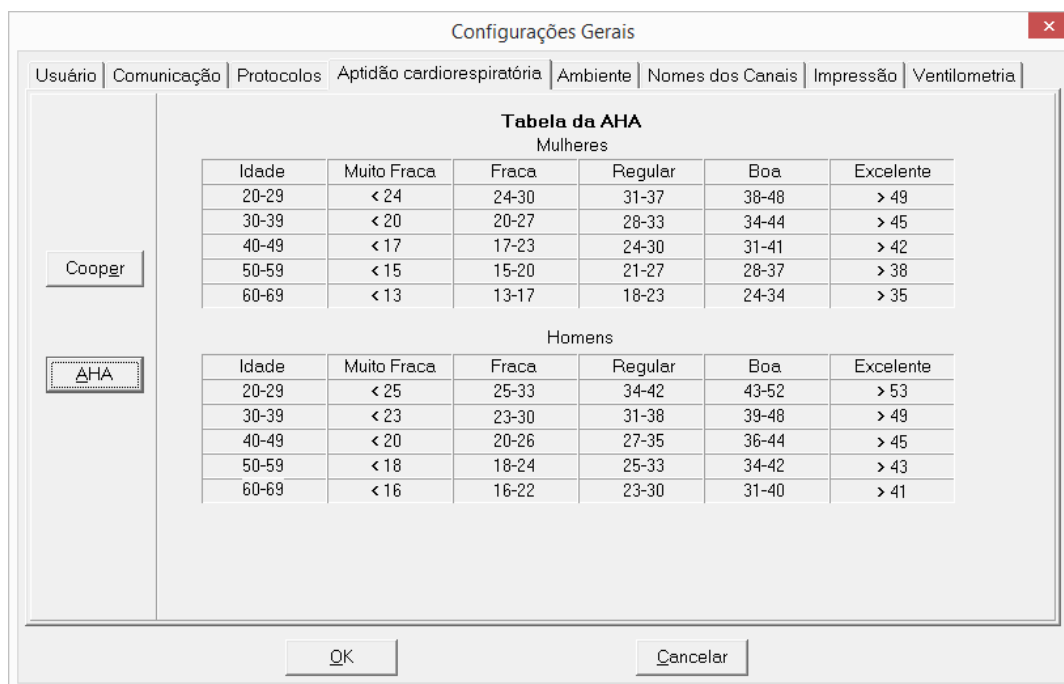 Configurações Gerais
Usuário Comunicação Protocolos Aptidão cardiorespiratória Ambiente Nomes dos Canais Impressão Ventilometria
Tabela da AHA
Mulheres
Idade Muito Fraca Fraca Regular Boa Excelente
20-29 < 24 24-30 31-37 38-48 > 49
30-39 < 20 20-27 28-33 34-44 > 45
40-49 < 17 17-23 24-30 31-41 > 42
50-59 < 15 15-20 21-27 28-37 > 38
60-69 < 13 13-17 18-23 24-34 > 35
Cooper
Homens
Idade Muito Fraca Fraca Regular Boa Excelente
20-29 < 25 25-33 34-42 43-52 > 53
30-39 < 23 23-30 31-38 39-48 > 49
40-49 < 20 20-26 27-35 36-44 > 45
50-59 < 18 18-24 25-33 34-42 > 43
60-69 < 16 16-22 23-30 31-40 > 41
AHA
OK Cancelar